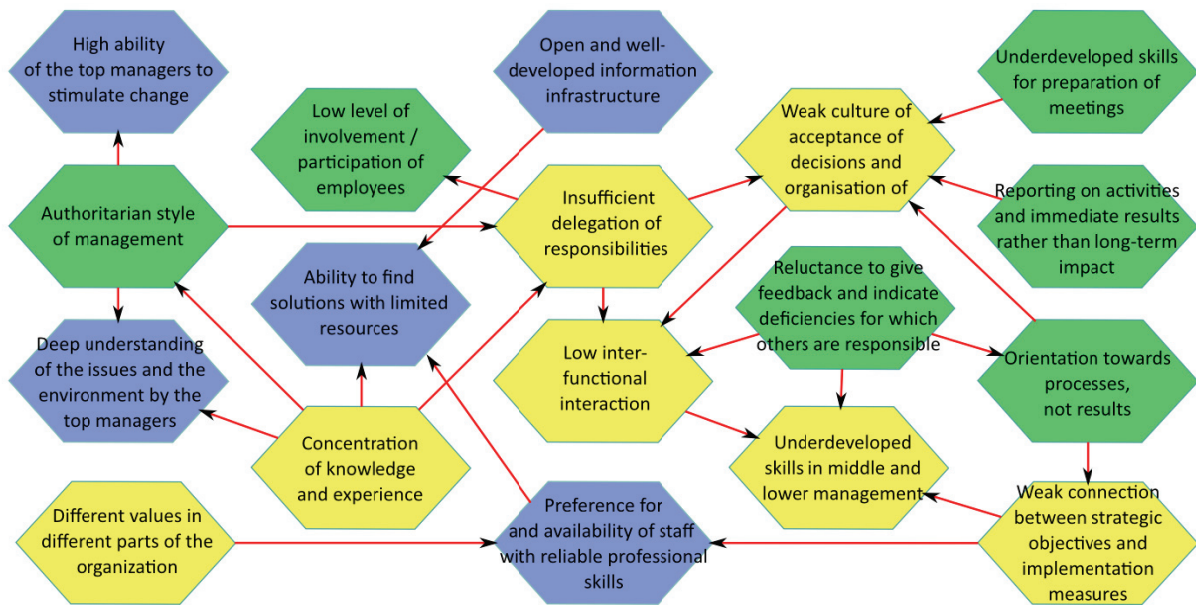 High ability
of the top managers to
stimulate change
Open and well-
developed information
infrastructure
Underdeveloped skills
for preparation of
meetings
Low level of
involvement /
participation of
employees
Weak culture of
acceptance of
decisions and
organisation of
Authoritarian style
of management
Insufficient
delegation of
responsibilities
Reporting on activities
and immediate results
rather than long-term
impact
Ability to find
solutions with limited
resources
Reluctance to give
feedback and indicate
deficiencies for which
others are responsible
Deep understanding
of the issues and the
environment by the
top managers
Low inter-
functional
interaction
Orientation towards
processes,
not results
Concentration
of knowledge
and experience
Underdeveloped
skills in middle and
lower management
Different values in
different parts of the
organization
Preference for
and availability of staff
with reliable professional
skills
Weak connection
between strategic
objectives and
implementation
measures